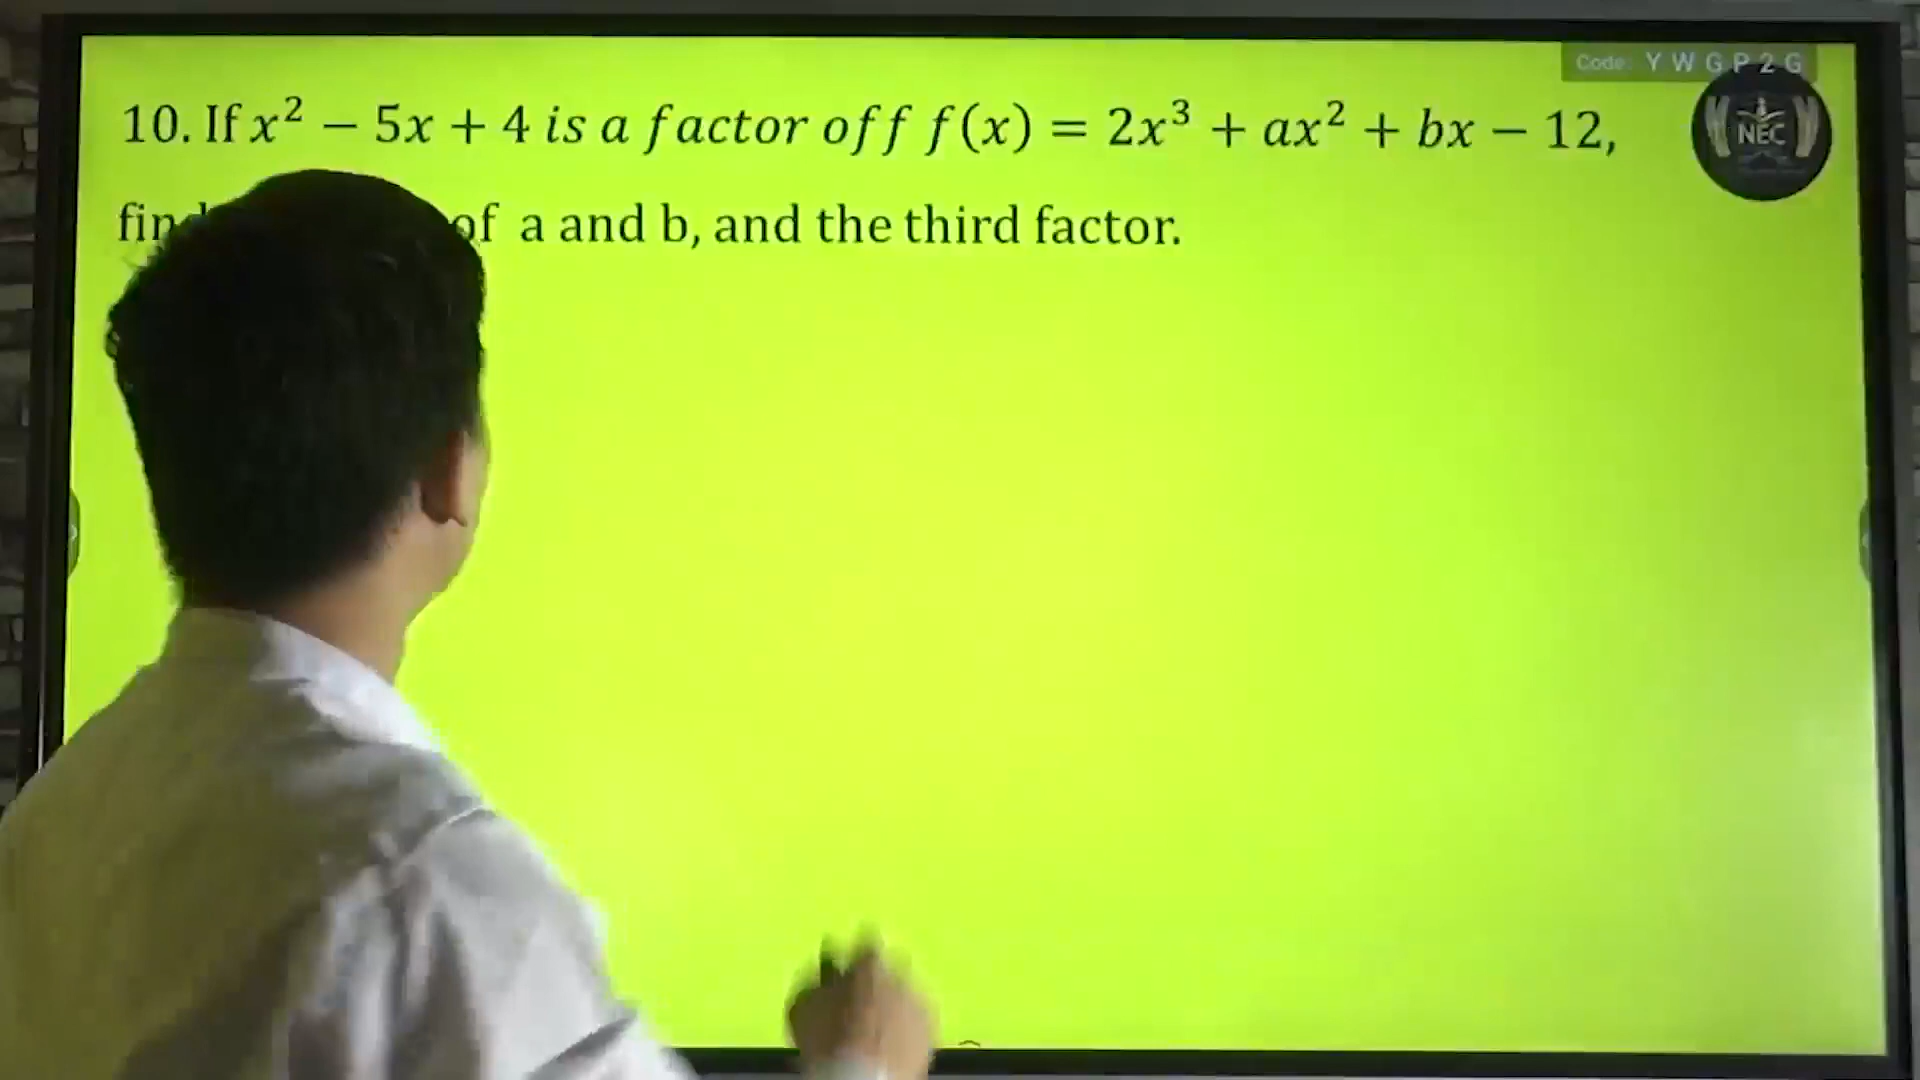 Code: Y W G P 2 G
10. If x² − 5x + 4 is a factor off f(x) = 2x³ + ax² + bx − 12,
of a and b, and the third factor.
NEC